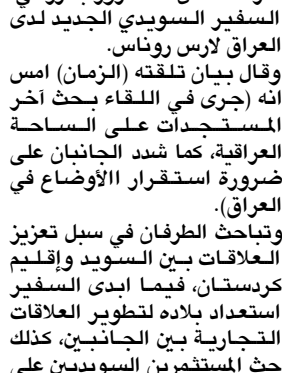 السفير السويدي الجديد لدى
العراق لارس روناس.
وقال بيان تلقته (الزمان) امس
انه (جرى في اللقاء بحث آخر
المستجدات على الساحة
العراقية، كما شدد الجانبان على
ضرورة استقرار االأوضاع في
العراق).
وتباحث الطرفان في سبل تعزيز
العلاقات بين السويد وإقليم
كردستان، فيما ابدى السفير
استعداد بلاده لتطوير العلاقات
التجارية بين الجانبين، كذلك
حث المستثمرين السويديين على